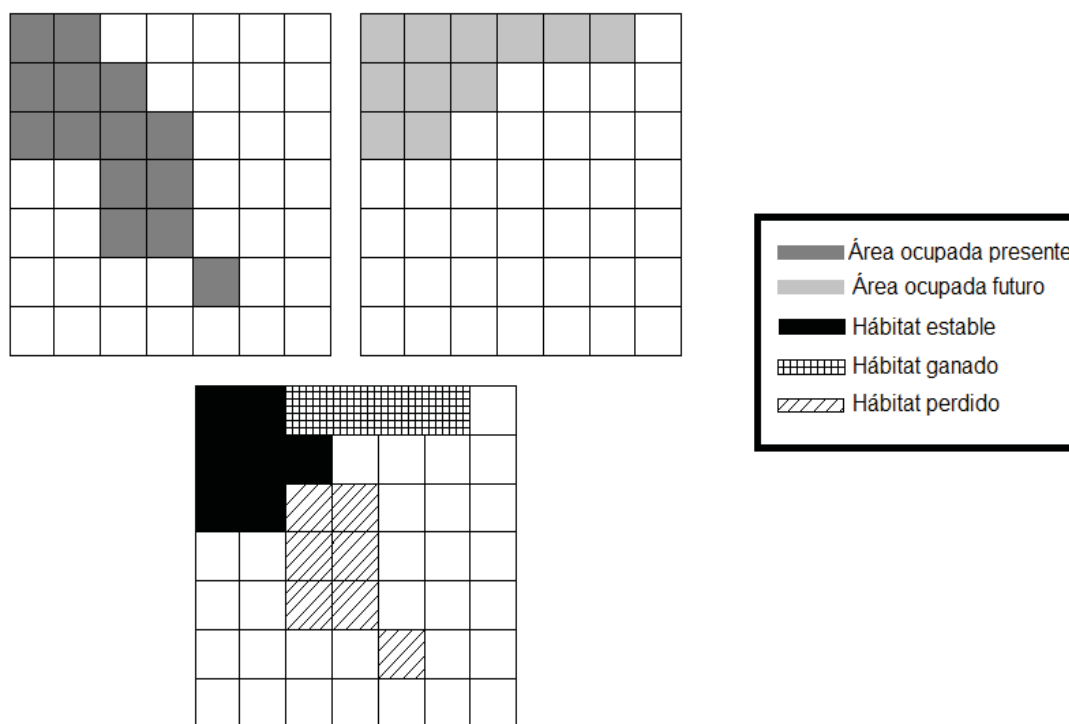 Área ocupada presente
Área ocupada futuro
Hábitat estable
Hábitat ganado
Hábitat perdido